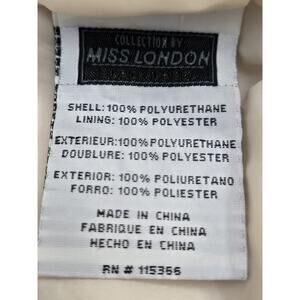 COLLECTION BY
MISS LONDON
SHELL: 100% POLYURETHANE
LINING: 100% POLYESTER
EXTERIEUR:100% POLYURETHANE
DOUBLURE: 100% POLYESTER
EXTERIOR: 100% POLIURETANO
FORRO: 100% POLIESTER
MADE IN CHINA
FABRIQUE EN CHINA
HECHO EN CHINA
RN # 115366